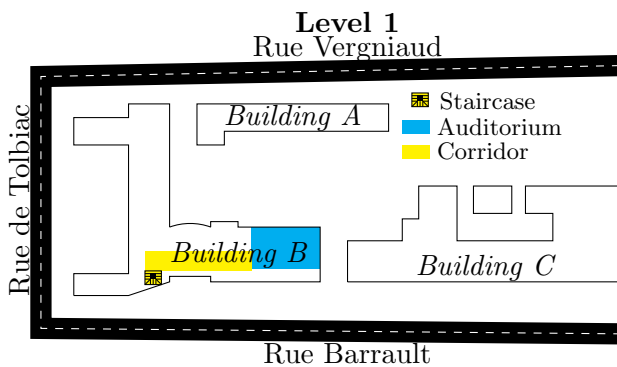 Level 1
Rue Vergniaud
Rue de Tolbiac
Building A
Staircase
Auditorium
Corridor
Building B
Building C
Rue Barrault